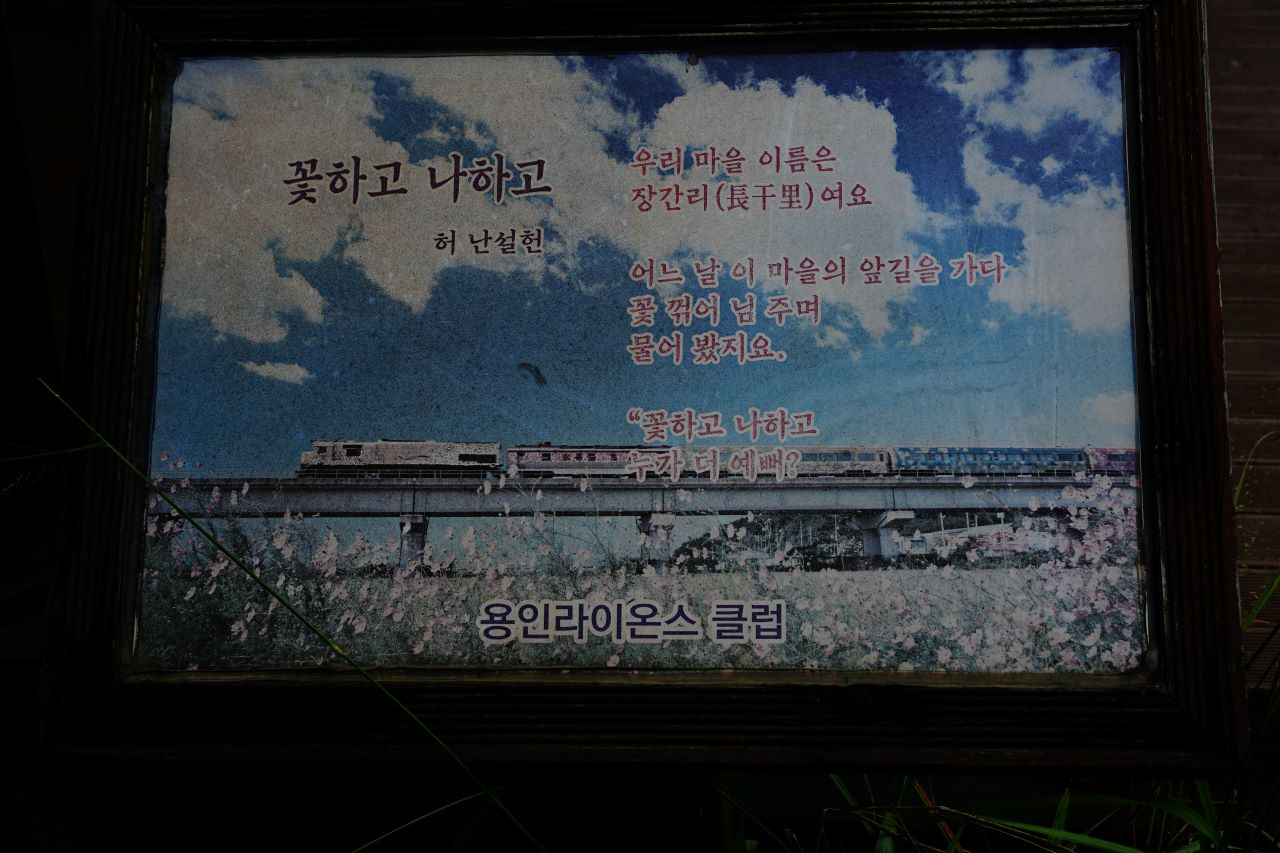 꽃하고 나하고
허 난설헌
우리 마을 이름은
장간리(長干里)여요
어느 날 이 마을의 앞길을 가다
꽃 꺾어 님 주며
물어 봤지요.
“꽃하고 나하고
누가 더 예뻐?
용인라이온스 클럽